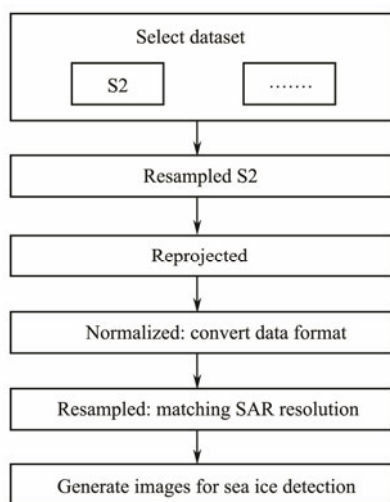 Select dataset
S2
.......
Resampled S2
Reprojected
Normalized: convert data format
Resampled: matching SAR resolution
Generate images for sea ice detection